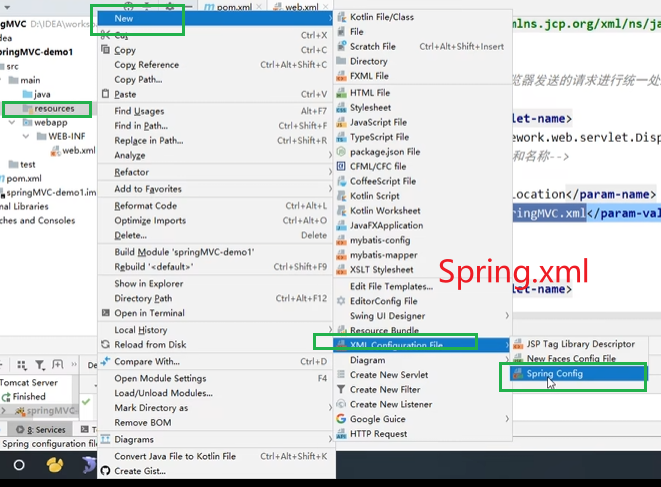 pom.xml
web.xml
ngMVC D:\IDEA\worksp
dea
pringMVC-demo1
src
main
java
resources
webapp
WEB-INF
web.xml
test
pom.xml
springMVC-demo1.im
nal Libraries
tches and Consoles
Tomcat Server
Finished
springMV
8: Services
Spring configuration fi
New
Cut Ctrl+X
Copy Ctrl+C
Copy Reference Ctrl+Alt+Shift+C
Copy Path...
Paste Ctrl+V
Find Usages Alt+F7
Find in Path... Ctrl+Shift+F
Replace in Path... Ctrl+Shift+R
Analyze
Refactor
Add to Favorites
Reformat Code Ctrl+Alt+L
Optimize Imports Ctrl+Alt+O
Delete... Delete
Build Module 'springMVC-demo1'
Rebuild '<default>' Ctrl+Shift+F9
Show in Explorer
Directory Path Ctrl+Alt+F12
Open in Terminal
Local History
Reload from Disk
Compare With... Ctrl+D
Open Module Settings F4
Load/Unload Modules...
Mark Directory as
Remove BOM
Diagrams
Convert Java File to Kotlin File Ctrl+Alt+Shift+K
Create Gist...
Kotlin File/Class
File
Scratch File Ctrl+Alt+Shift+Insert
Directory
FXML File
HTML File
Stylesheet
JavaScript File
TypeScript File
package.json File
CFML/CFC file
CoffeeScript File
Kotlin Script
Kotlin Worksheet
JavaFXApplication
mybatis-config
mybatis-mapper
XSLT Stylesheet
Edit File Templates...
EditorConfig File
Swing UI Designer
Resource Bundle
XML Configuration File
Diagram
Create New Servlet
Create New Filter
Create New Listener
Google Guice
HTTP Request
JSP Tag Library Descriptor
New Faces Config File
Spring Config
mlns.jcp.org/xml/ns/ja
览器发送的请求进行统一处
let-name>
ework.web.servlet.Disp
和名称-->
ocation</param-name>
ringMVC.xml</param-val
Spring.xml
let-name>